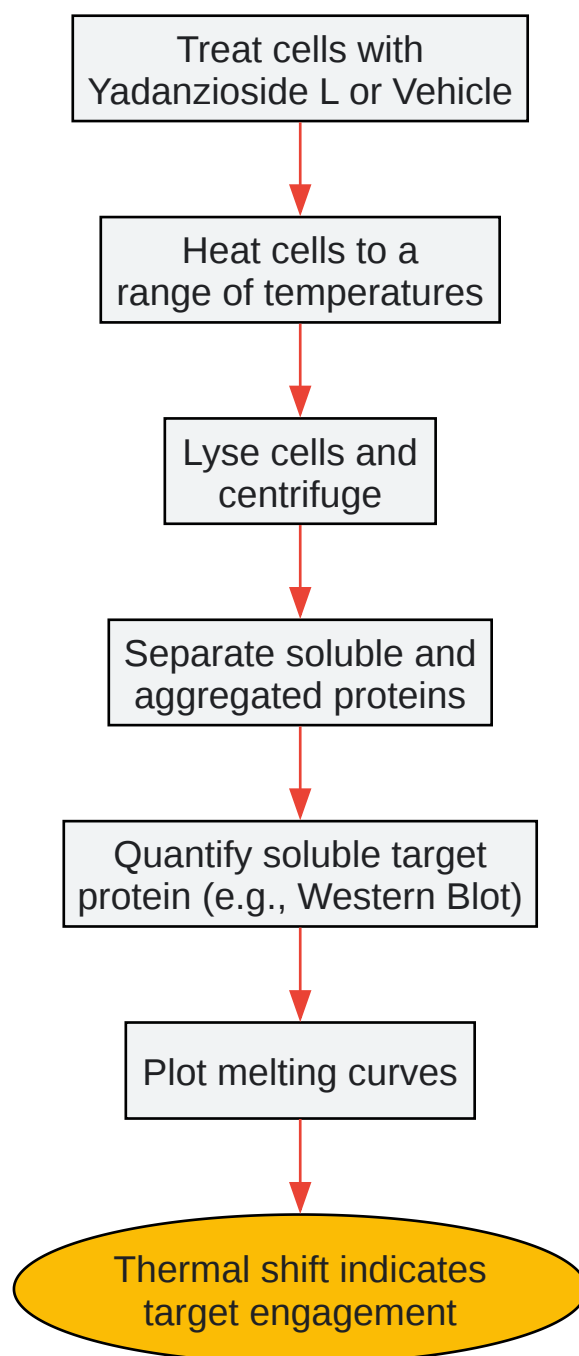 Treat cells with
Yadanzioside L or Vehicle
Heat cells to a
range of temperatures
Lyse cells and
centrifuge
Separate soluble and
aggregated proteins
Quantify soluble target
protein (e.g., Western Blot)
Plot melting curves
Thermal shift indicates
target engagement